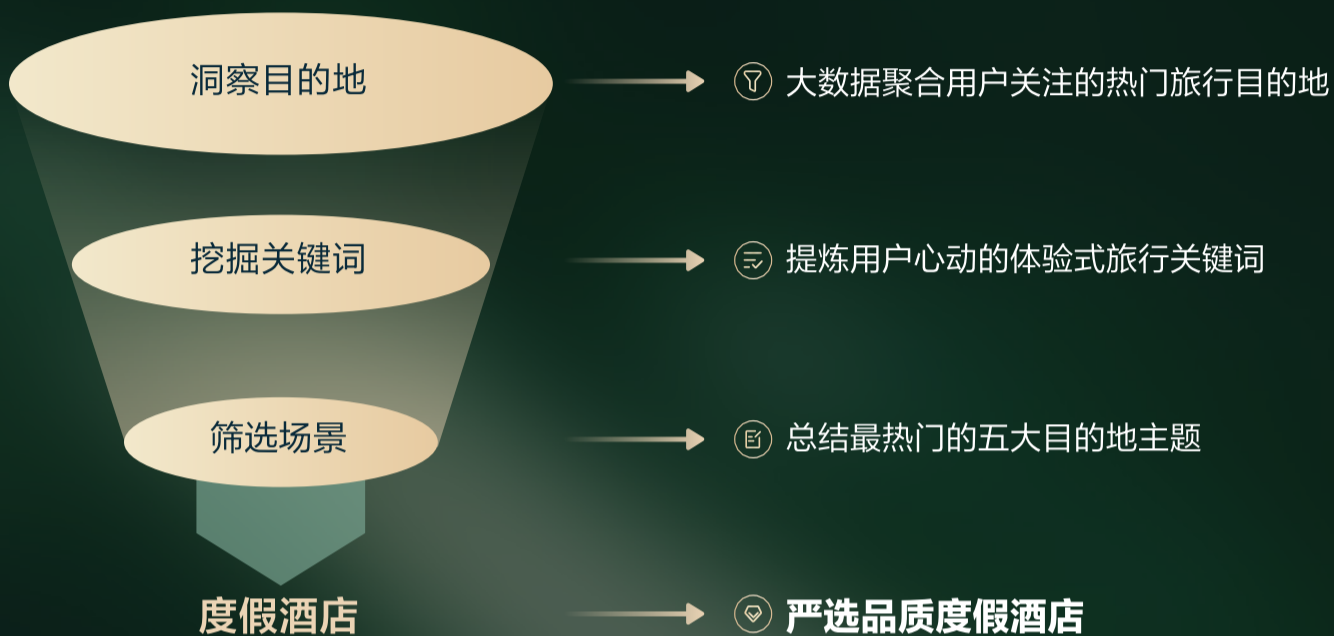 洞察目的地
大数据聚合用户关注的热门旅行目的地
挖掘关键词
提炼用户心动的体验式旅行关键词
筛选场景
总结最热门的五大目的地主题
度假酒店
严选品质度假酒店